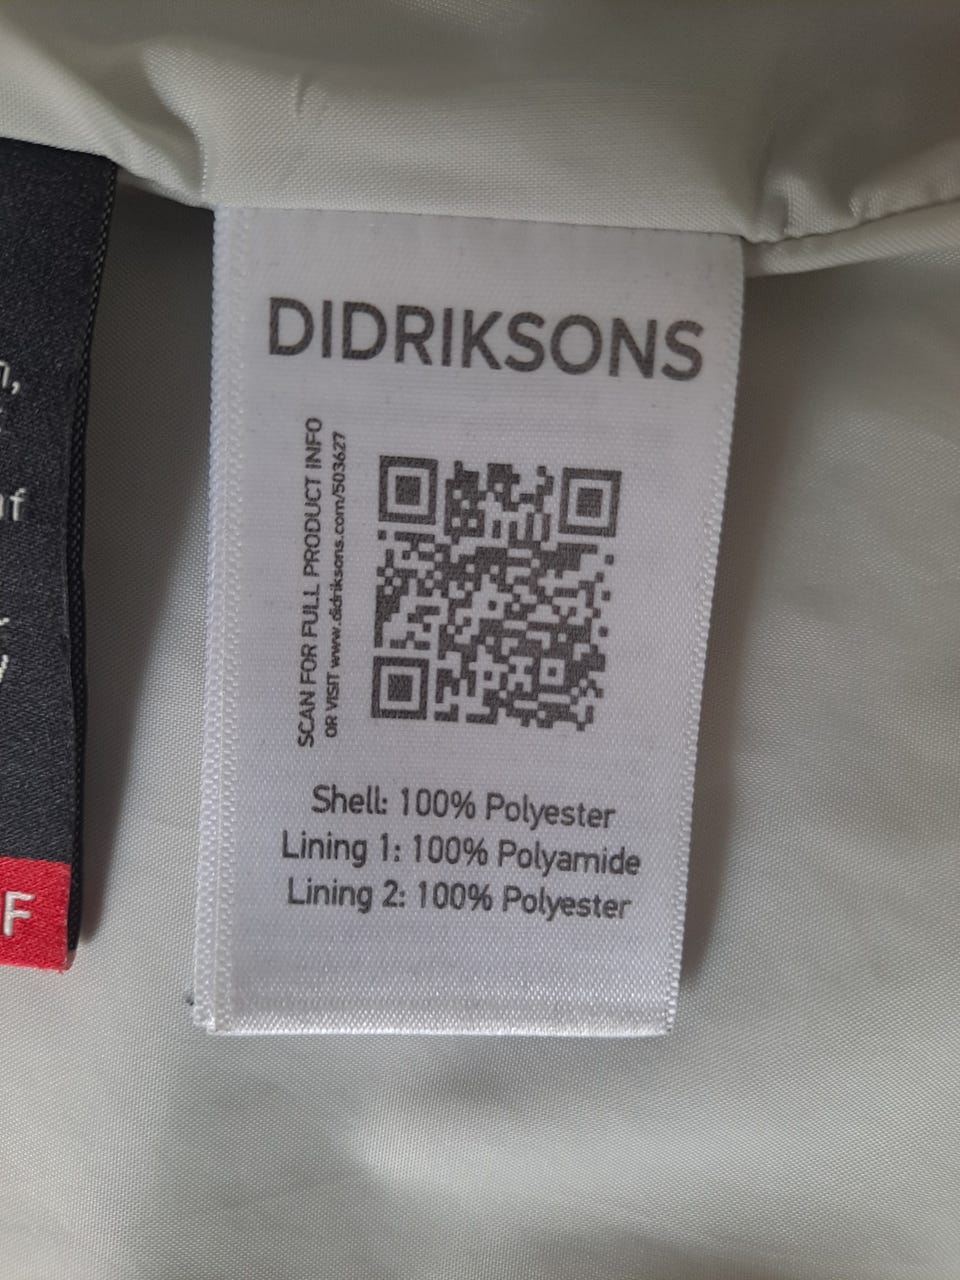 DIDRIKSONS
SCAN FOR FULL PRODUCT INFO
OR VISIT www.didriksons.com/503627
Shell: 100% Polyester
Lining 1: 100% Polyamide
Lining 2: 100% Polyester
F